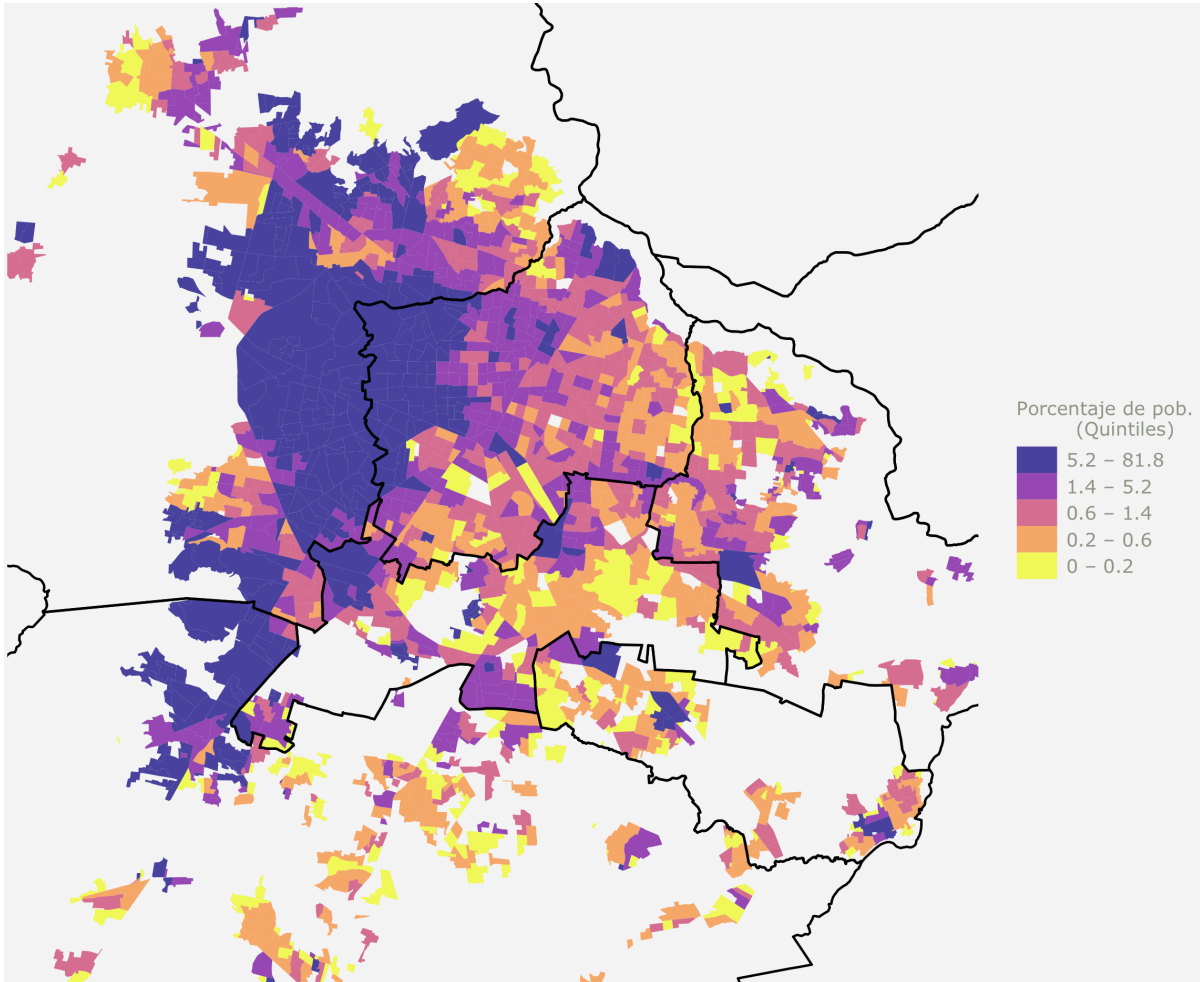 Porcentaje de pob.
(Quintiles)
5.2 – 81.8
1.4 – 5.2
0.6 – 1.4
0.2 – 0.6
0 – 0.2